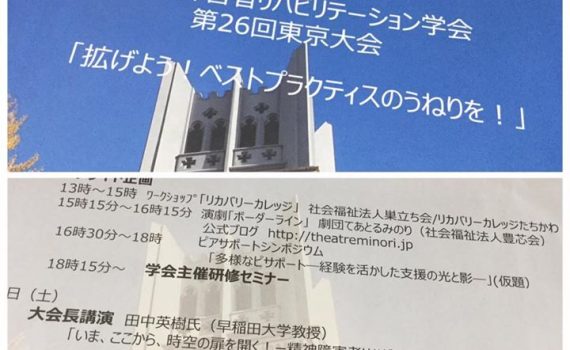 リハビリテーション学会
第26回東京大会
「拡げよう！ベストプラクティスのうねりを！」
13時～15時 ﾜｰｸｼｮｯﾌﾟ「リカバリーカレッジ」 社会福祉法人巣立ち会/リカバリーカレッジたちかわ
15時15分～16時15分 演劇「ボーダーライン」 劇団であとるみのり（社会福祉法人豊芯会）
公式ブログ http://theatreminori.jp
16時30分～18時 ピアサポートシンポジウム
「多様なピサポート―経験を活かした支援の光と影―」(仮題)
18時15分～ 学会主催研修セミナー
日（土）
大会長講演 田中英樹氏（早稲田大学教授）
「いま、ここから、時空の扉を開く！